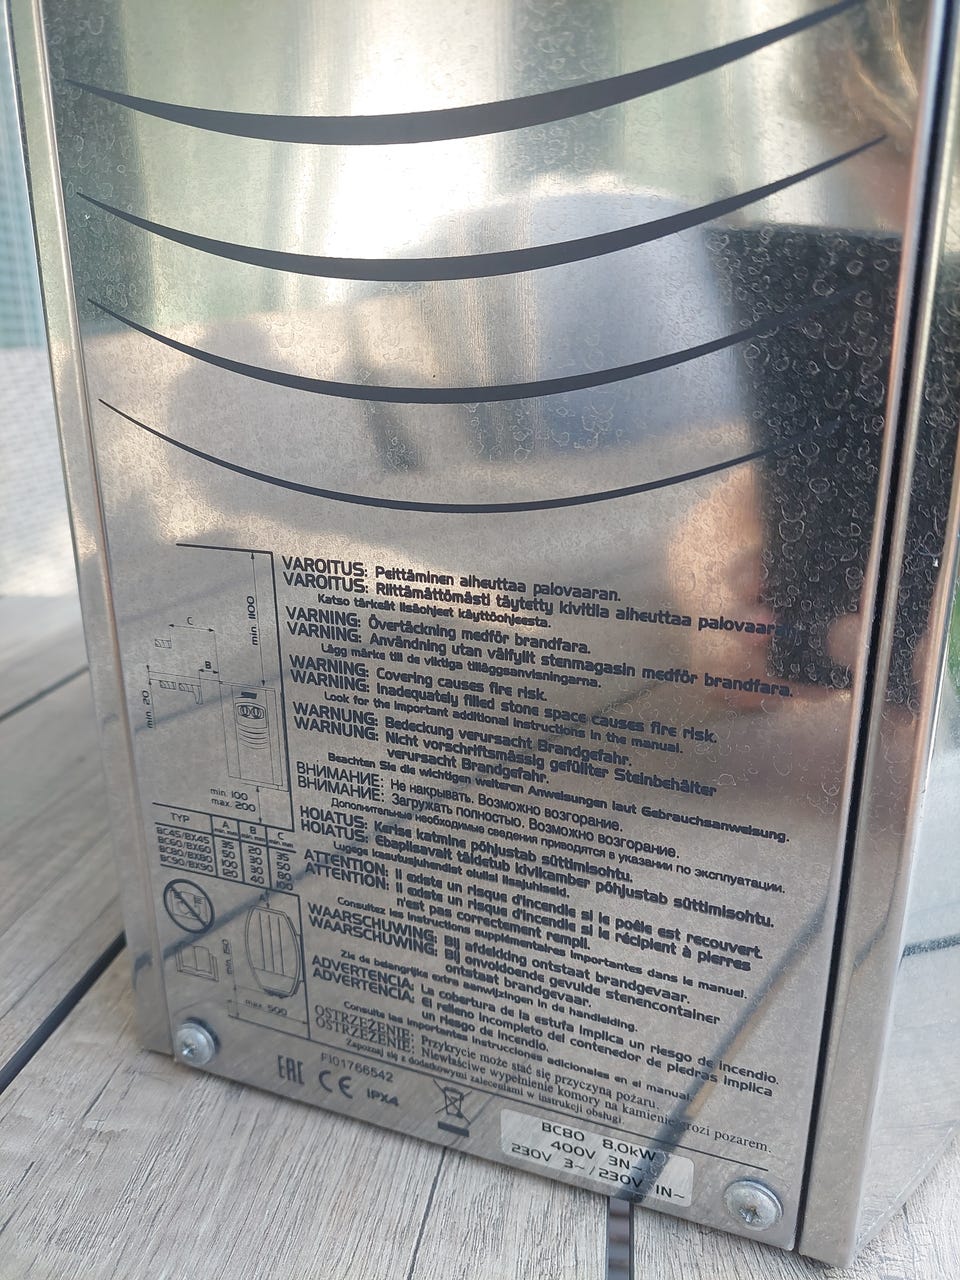 VAROITUS: Peittäminen aiheuttaa palovaaran.
VAROITUS: Riittämättömästi täytetty kivitila aiheuttaa palovaaran.
Katso tärkeät lisäohjeet käyttöohjeesta.
VARNING: Övertäckning medför brandfara.
VARNING: Användning utan välfyllt stenmagasin medför brandfara.
Lägg märke till de viktiga tilläggsanvisningarna.
WARNING: Covering causes fire risk.
WARNING: Inadequately filled stone space causes fire risk.
Look for the important additional instructions in the manual.
WARNUNG: Bedeckung verursacht Brandgefahr.
WARNUNG: Nicht vorschriftsmässig gefüllter Steinbehälter
verursacht Brandgefahr.
Beachten Sie die wichtigen weiteren Anweisungen laut Gebrauchsanweisung.
ВНИМАНИЕ: Не накрывать. Возможно возгорание.
ВНИМАНИЕ: Загружать полностью. Возможно возгорание.
Дополнительные необходимые сведения приводятся в указании по эксплуатации.
HOIATUS: Kerise katmine põhjustab süttimisohtu.
HOIATUS: Ebapiisavalt täidetub kivikamber põhjustab süttimisohtu.
Lugege kasutusjuhendist olulisi lisajuhiseid.
ATTENTION: Il existe un risque d'incendie si le poêle est recouvert.
ATTENTION: Il existe un risque d'incendie si le récipient à pierres
n'est pas correctement rempli.
Consultez les instructions supplémentaires importantes dans le manuel.
WAARSCHUWING: Bij afdekking ontstaat brandgevaar.
WAARSCHUWING: Bij onvoldoende gevulde stenencontainer
ontstaat brandgevaar.
Zie de belangrijke extra aanwijzingen in de handleiding.
ADVERTENCIA: La cobertura de la estufa implica un riesgo de incendio.
ADVERTENCIA: El relleno incompleto del contenedor de piedras implica
un riesgo de incendio.
Consulte las importantes instrucciones adicionales en el manual.
OSTRZEŻENIE: Przykrycie może stać się przyczyną pożaru.
OSTRZEŻENIE: Niewłaściwe wypełnienie komory na kamienie grozi pożarem.
Zapoznaj się z dodatkowymi zaleceniami w instrukcji obsługi.
min. 1100
C
B
min. 20
min. 100
max. 200
TYP A B C
min. mm min. mm min. mm
BC45/BX45 35 20 35
BC60/BX60 50 30 50
BC80/BX80 100 30 80
BC90/BX90 120 40 100
A
max. 500
FI01766542
EAC CE IPX4
BC80 8,0kW
400V 3N~
230V 3~/230V 1N~